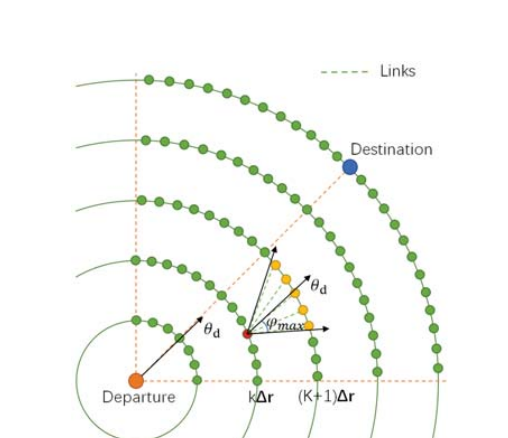 Links
Destination
θd
θd
φmax
Departure
kΔr
(K+1)Δr